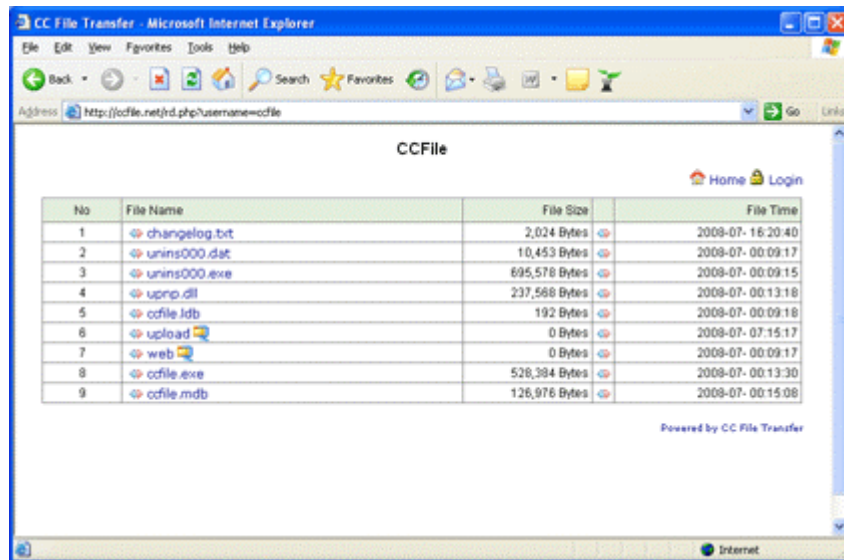 CC File Transfer - Microsoft Internet Explorer
File Edit View Favorites Tools Help
Back Search Favorites
Address http://ccfile.net/rd.php?username=ccfile Go Links
CCFile
Home Login
No File Name File Size File Time
1 changelog.txt 2,024 Bytes 2008-07- 16:20:40
2 unins000.dat 10,453 Bytes 2008-07- 00:09:17
3 unins000.exe 695,578 Bytes 2008-07- 00:09:15
4 upnp.dll 237,568 Bytes 2008-07- 00:13:18
5 ccfile.ldb 192 Bytes 2008-07- 00:09:18
6 upload 0 Bytes 2008-07- 07:15:17
7 web 0 Bytes 2008-07- 00:09:17
8 ccfile.exe 528,384 Bytes 2008-07- 00:13:30
9 ccfile.mdb 126,976 Bytes 2008-07- 00:15:08
Powered by CC File Transfer
Internet